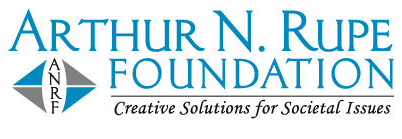 ARTHUR N. RUPE
FOUNDATION
ANRF
Creative Solutions for Societal Issues